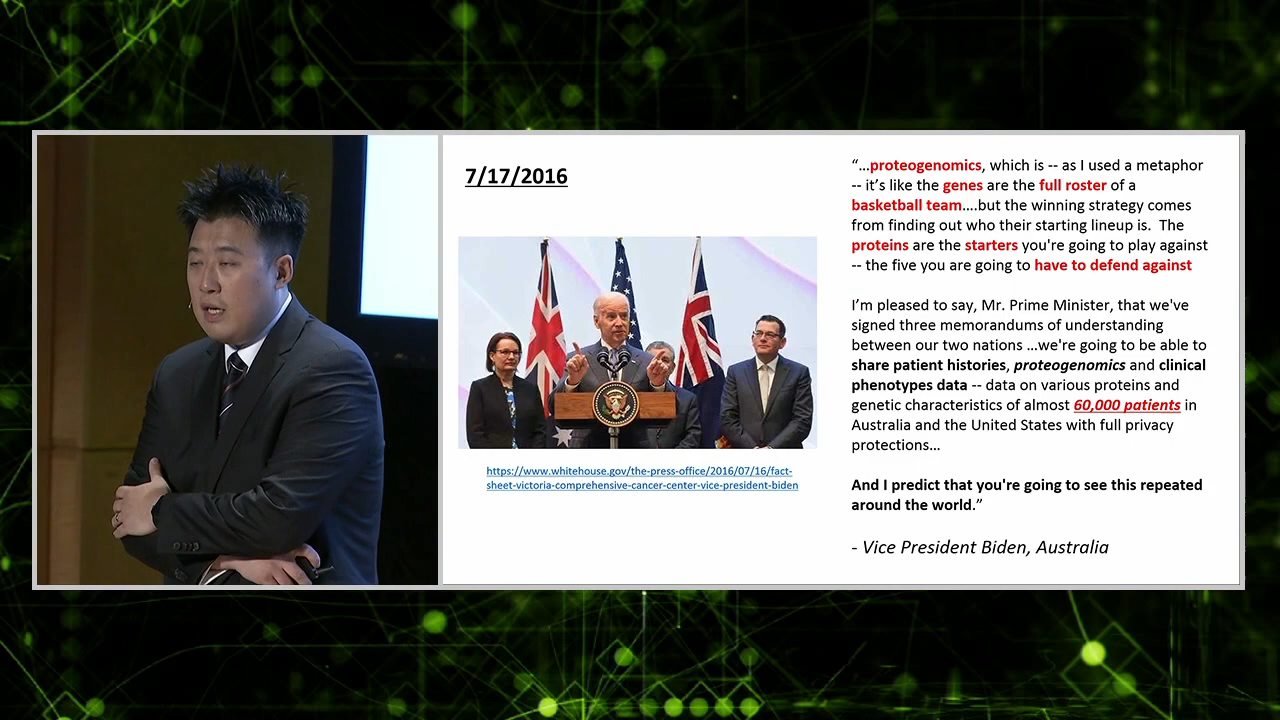 7/17/2016
https://www.whitehouse.gov/the-press-office/2016/07/16/fact-
sheet-victoria-comprehensive-cancer-center-vice-president-biden
“…proteogenomics, which is -- as I used a metaphor
-- it’s like the genes are the full roster of a
basketball team….but the winning strategy comes
from finding out who their starting lineup is.  The
proteins are the starters you're going to play against
-- the five you are going to have to defend against
I’m pleased to say, Mr. Prime Minister, that we've
signed three memorandums of understanding
between our two nations …we're going to be able to
share patient histories, proteogenomics and clinical
phenotypes data -- data on various proteins and
genetic characteristics of almost 60,000 patients in
Australia and the United States with full privacy
protections…
And I predict that you're going to see this repeated
around the world.”
- Vice President Biden, Australia